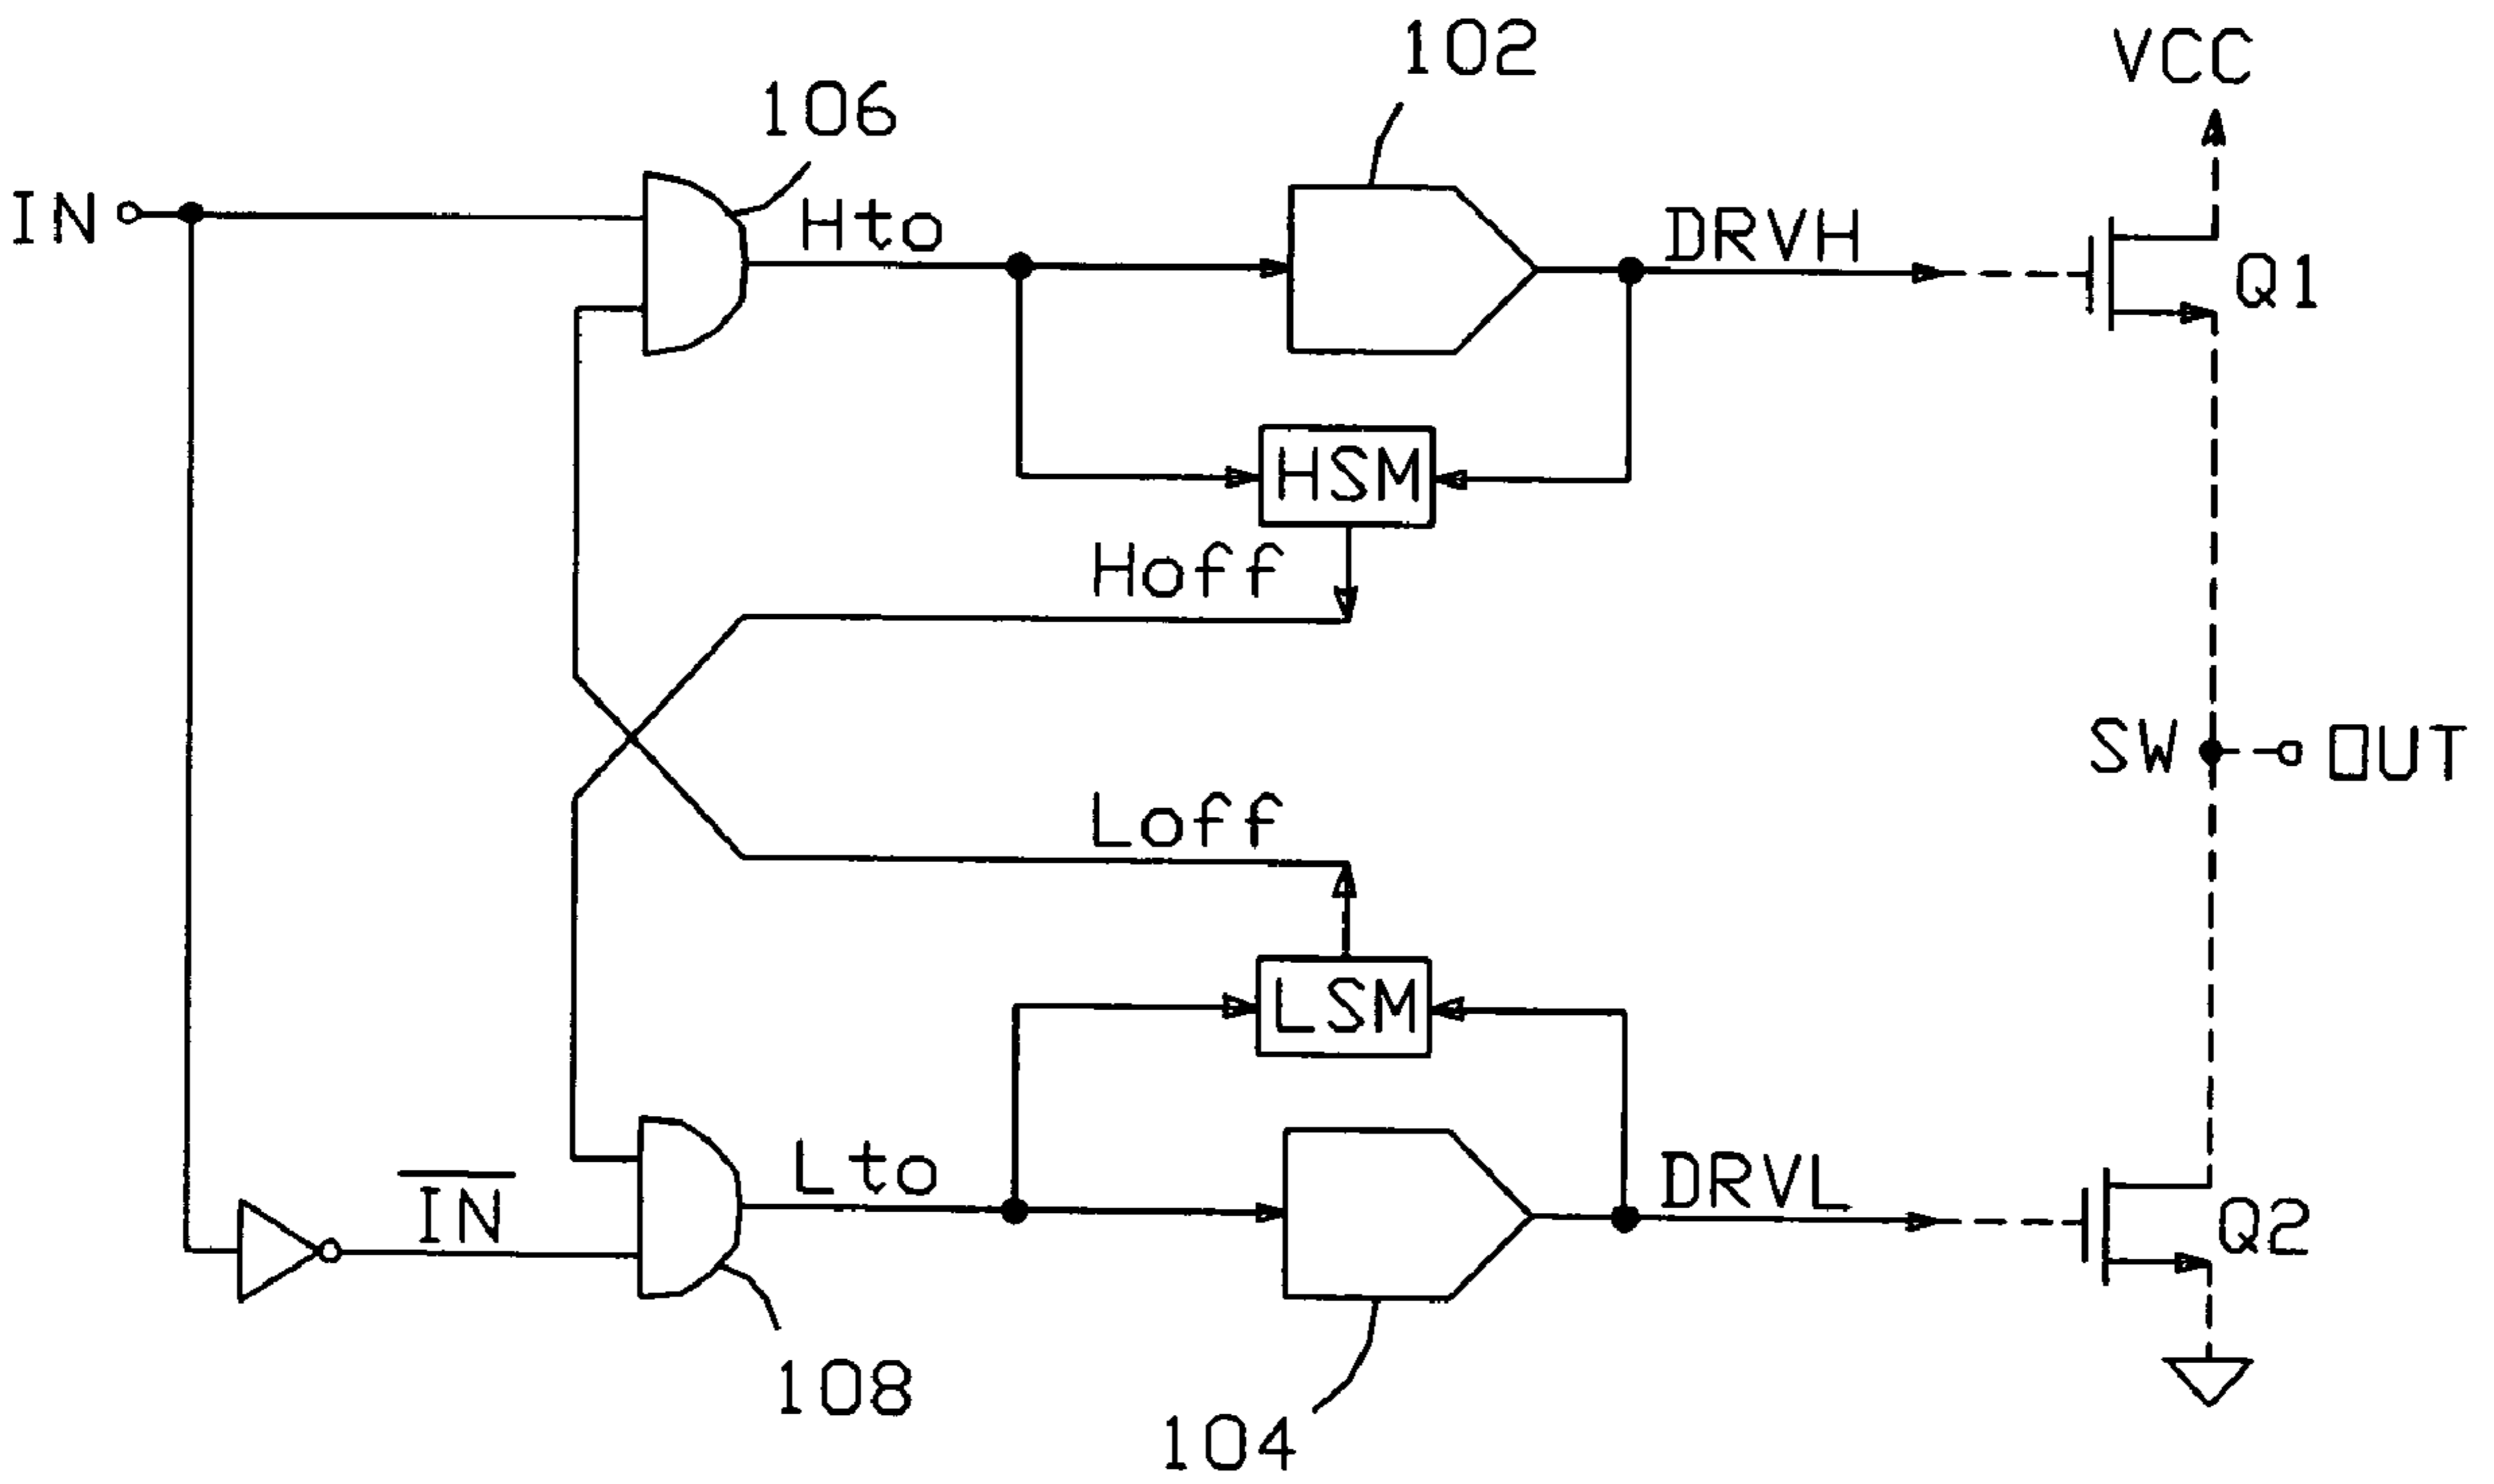 102
VCC
106
IN
Hto
DRVH
Q1
HSM
Hoff
SW
OUT
Loff
LSM
Lto
DRVL
IN
Q2
108
104